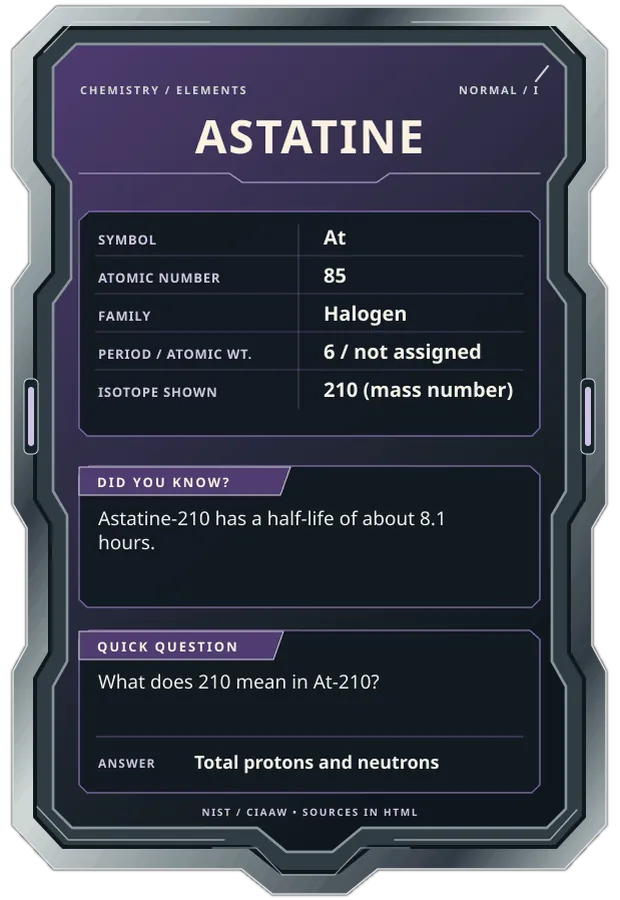 CHEMISTRY / ELEMENTS
NORMAL / I
ASTATINE
SYMBOL At
ATOMIC NUMBER 85
FAMILY Halogen
PERIOD / ATOMIC WT. 6 / not assigned
ISOTOPE SHOWN 210 (mass number)
DID YOU KNOW?
Astatine-210 has a half-life of about 8.1
hours.
QUICK QUESTION
What does 210 mean in At-210?
ANSWER Total protons and neutrons
NIST / CIAAW • SOURCES IN HTML